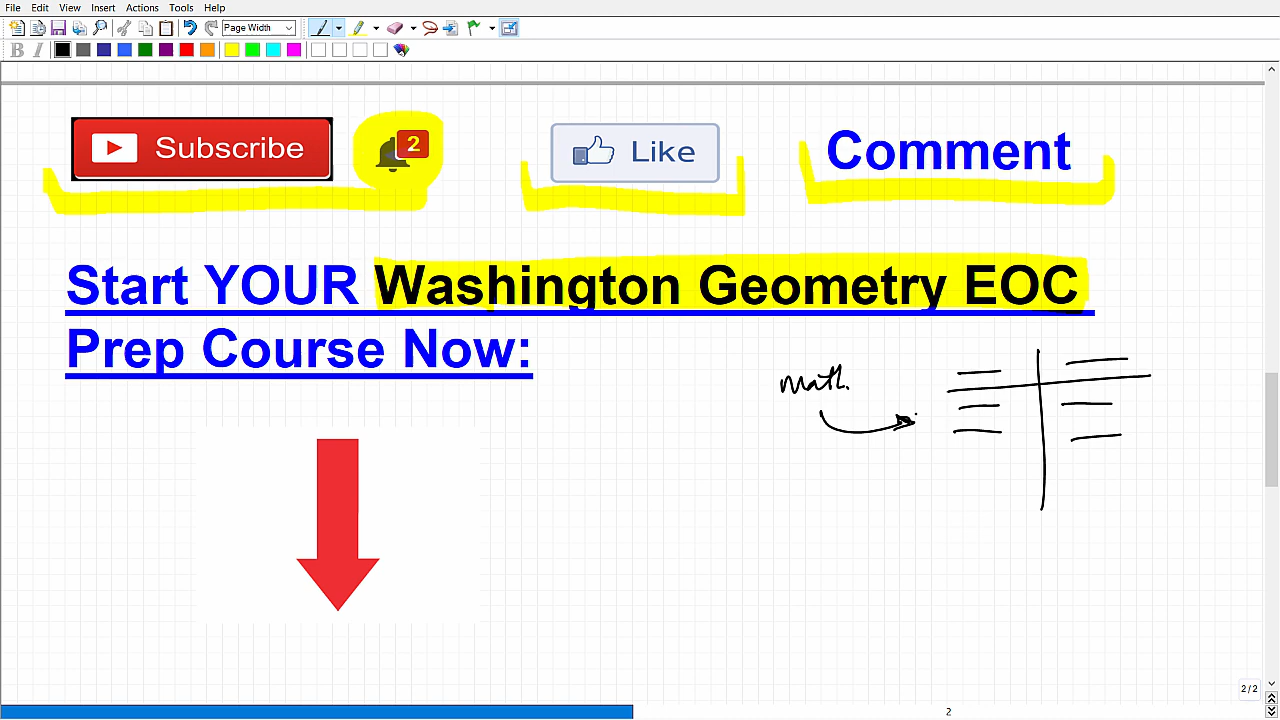 File Edit View Insert Actions Tools Help
Page Width
B I
Subscribe 2 Like Comment
Start YOUR Washington Geometry EOC
Prep Course Now:
math.
2/2
2